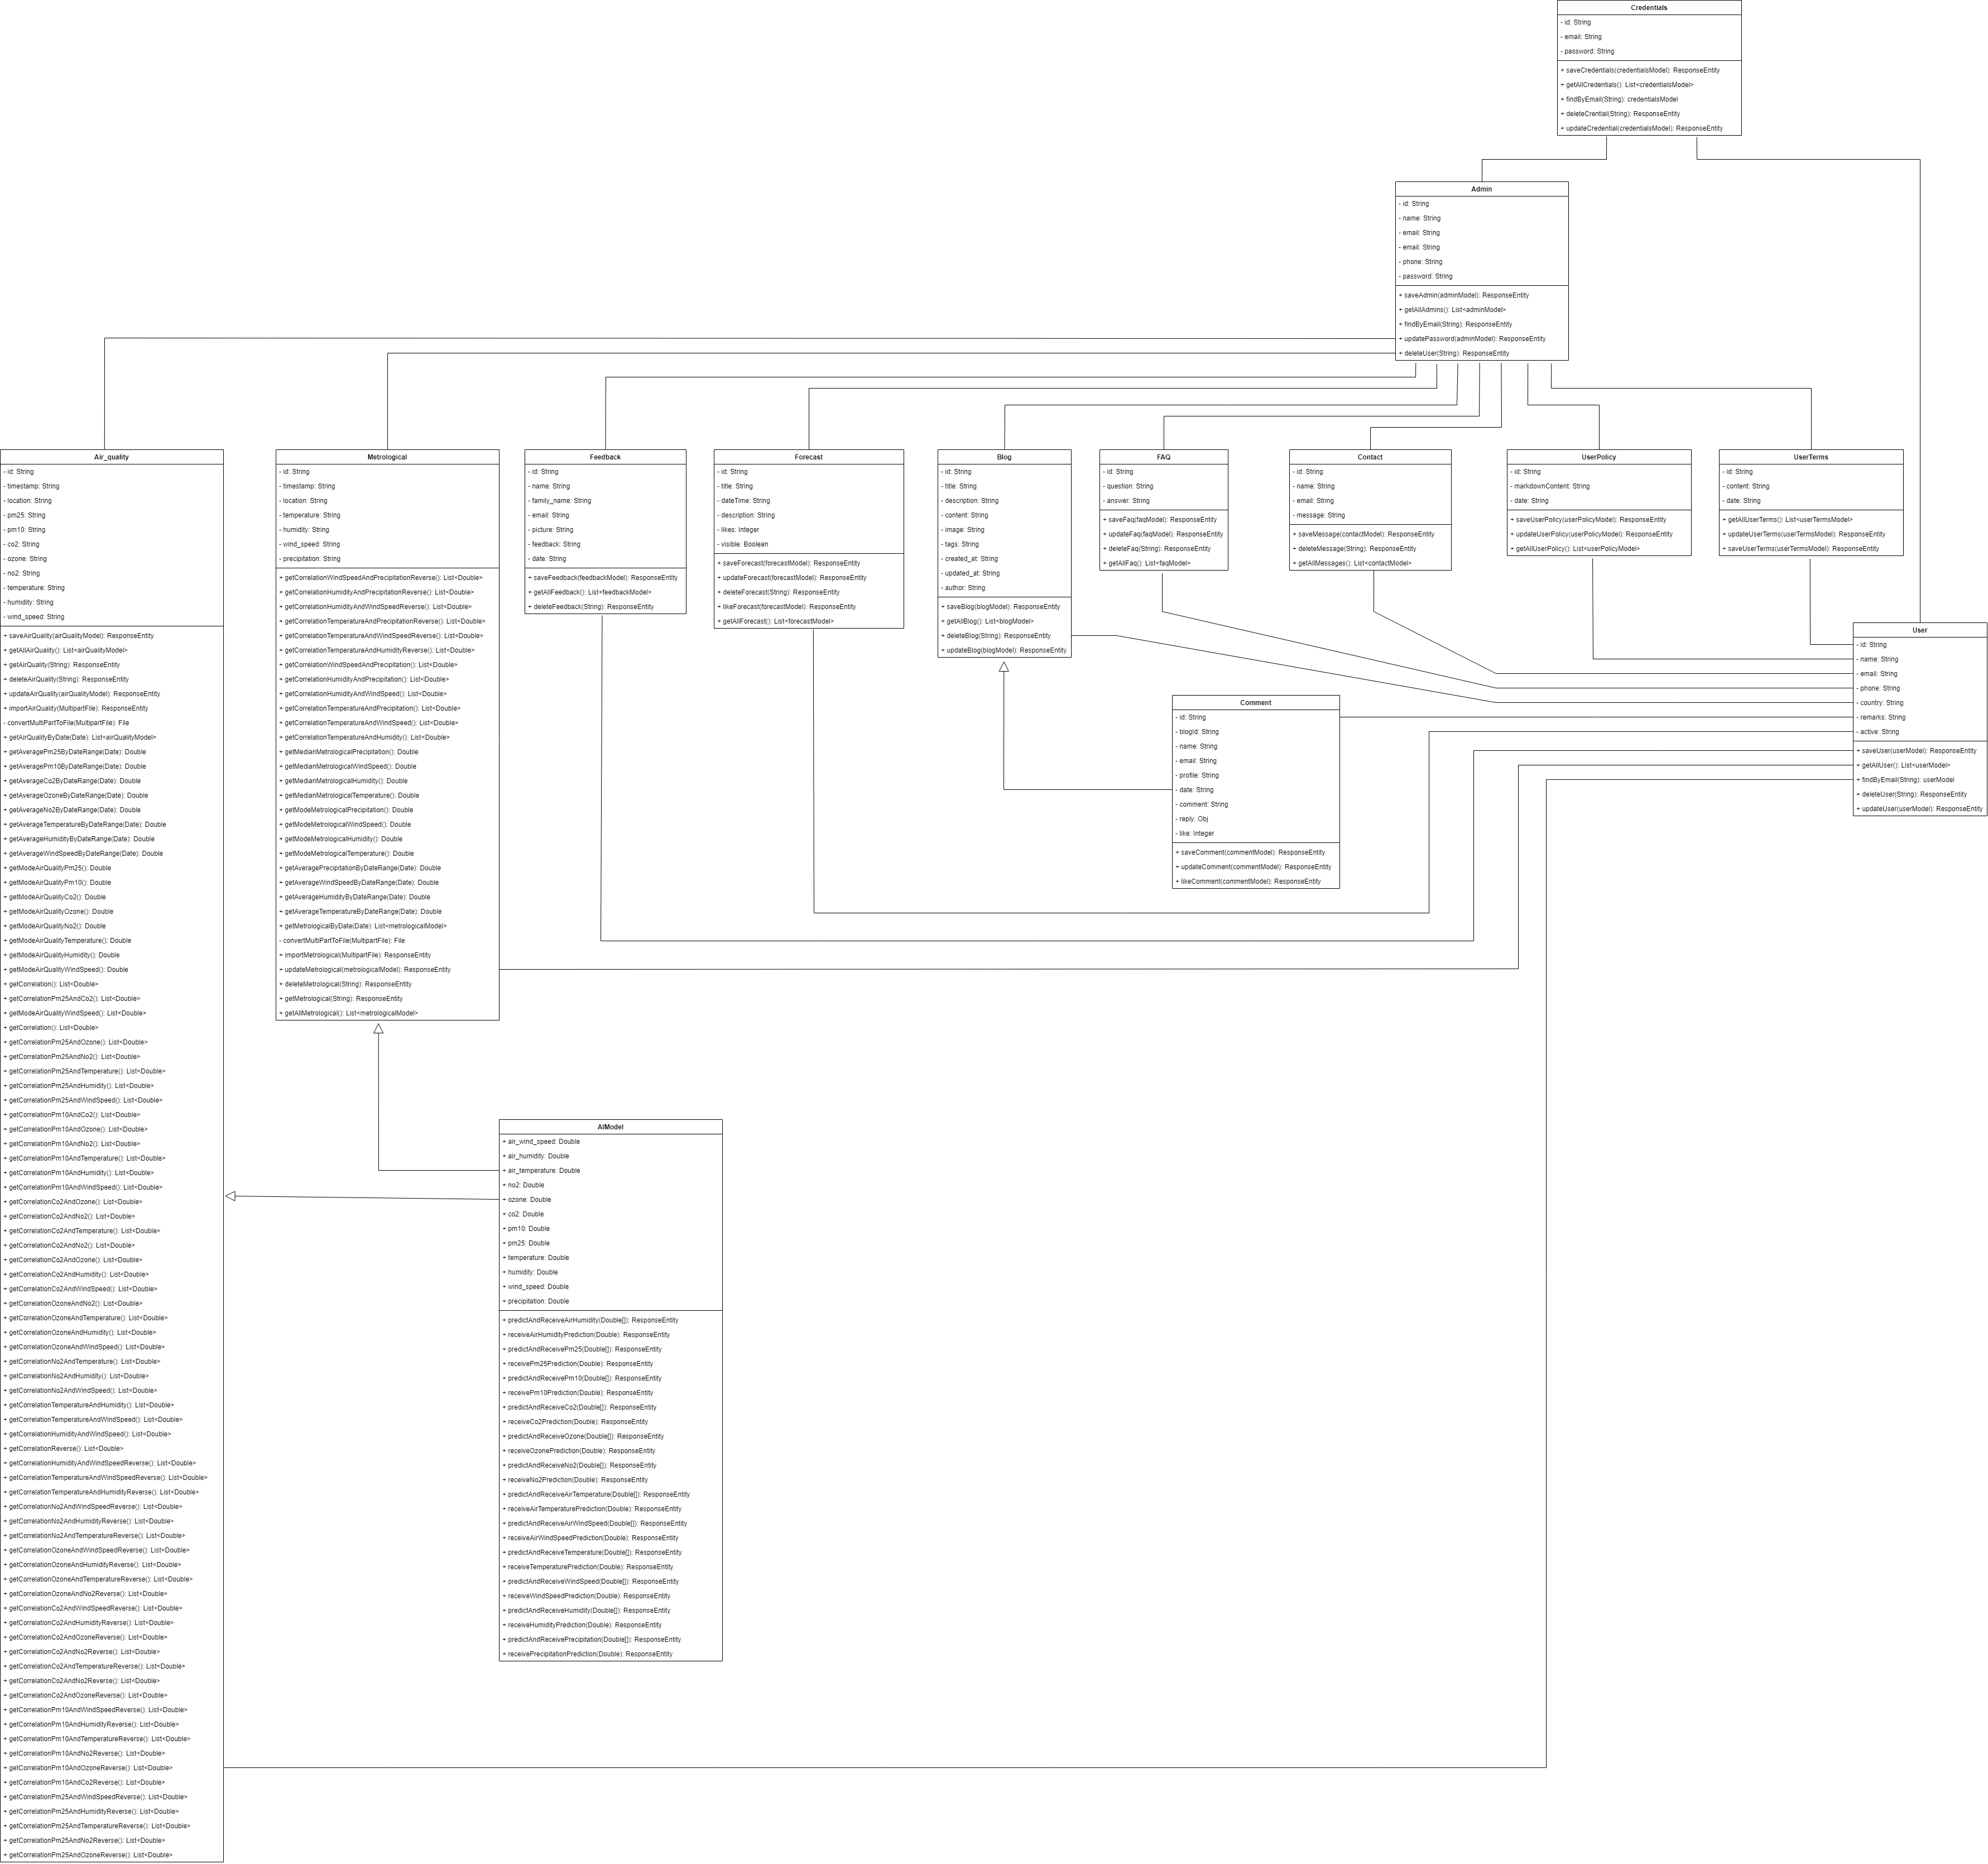 Credentials
- id: String
- email: String
- password: String
+ saveCredentials(credentialsModel): ResponseEntity
+ getAllCredentials(): List<credentialsModel>
+ findByEmail(String): credentialsModel
+ deleteCrential(String): ResponseEntity
+ updateCredential(credentialsModel): ResponseEntity
Admin
- id: String
- name: String
- email: String
- email: String
- phone: String
- password: String
+ saveAdmin(adminModel): ResponseEntity
+ getAllAdmins(): List<adminModel>
+ findByEmail(String): ResponseEntity
+ updatePassword(adminModel): ResponseEntity
+ deleteUser(String): ResponseEntity
Air_quality
- id: String
- timestamp: String
- location: String
- pm25: String
- pm10: String
- co2: String
- ozone: String
- no2: String
- temperature: String
- humidity: String
- wind_speed: String
+ saveAirQuality(airQualityModel): ResponseEntity
+ getAllAirQuality(): List<airQualityModel>
+ getAirQuality(String): ResponseEntity
+ deleteAirQuality(String): ResponseEntity
+ updateAirQuality(airQualityModel): ResponseEntity
+ importAirQuality(MultipartFile): ResponseEntity
- convertMultiPartToFile(MultipartFile): File
+ getAirQualityByDate(Date): List<airQualityModel>
+ getAveragePm25ByDateRange(Date): Double
+ getAveragePm10ByDateRange(Date): Double
+ getAverageCo2ByDateRange(Date): Double
+ getAverageOzoneByDateRange(Date): Double
+ getAverageNo2ByDateRange(Date): Double
+ getAverageTemperatureByDateRange(Date): Double
+ getAverageHumidityByDateRange(Date): Double
+ getAverageWindSpeedByDateRange(Date): Double
+ getModeAirQualityPm25(): Double
+ getModeAirQualityPm10(): Double
+ getModeAirQualityCo2(): Double
+ getModeAirQualityOzone(): Double
+ getModeAirQualityNo2(): Double
+ getModeAirQualityTemperature(): Double
+ getModeAirQualityHumidity(): Double
+ getModeAirQualityWindSpeed(): Double
+ getCorrelation(): List<Double>
+ getCorrelationPm25AndCo2(): List<Double>
+ getModeAirQualityWindSpeed(): List<Double>
+ getCorrelation(): List<Double>
+ getCorrelationPm25AndOzone(): List<Double>
+ getCorrelationPm25AndNo2(): List<Double>
+ getCorrelationPm25AndTemperature(): List<Double>
+ getCorrelationPm25AndHumidity(): List<Double>
+ getCorrelationPm25AndWindSpeed(): List<Double>
+ getCorrelationPm10AndCo2(): List<Double>
+ getCorrelationPm10AndOzone(): List<Double>
+ getCorrelationPm10AndNo2(): List<Double>
+ getCorrelationPm10AndTemperature(): List<Double>
+ getCorrelationPm10AndHumidity(): List<Double>
+ getCorrelationPm10AndWindSpeed(): List<Double>
+ getCorrelationCo2AndOzone(): List<Double>
+ getCorrelationCo2AndNo2(): List<Double>
+ getCorrelationCo2AndTemperature(): List<Double>
+ getCorrelationCo2AndNo2(): List<Double>
+ getCorrelationCo2AndOzone(): List<Double>
+ getCorrelationCo2AndHumidity(): List<Double>
+ getCorrelationCo2AndWindSpeed(): List<Double>
+ getCorrelationOzoneAndNo2(): List<Double>
+ getCorrelationOzoneAndTemperature(): List<Double>
+ getCorrelationOzoneAndHumidity(): List<Double>
+ getCorrelationOzoneAndWindSpeed(): List<Double>
+ getCorrelationNo2AndTemperature(): List<Double>
+ getCorrelationNo2AndHumidity(): List<Double>
+ getCorrelationNo2AndWindSpeed(): List<Double>
+ getCorrelationTemperatureAndHumidity(): List<Double>
+ getCorrelationTemperatureAndWindSpeed(): List<Double>
+ getCorrelationHumidityAndWindSpeed(): List<Double>
+ getCorrelationReverse(): List<Double>
+ getCorrelationHumidityAndWindSpeedReverse(): List<Double>
+ getCorrelationTemperatureAndWindSpeedReverse(): List<Double>
+ getCorrelationTemperatureAndHumidityReverse(): List<Double>
+ getCorrelationNo2AndWindSpeedReverse(): List<Double>
+ getCorrelationNo2AndHumidityReverse(): List<Double>
+ getCorrelationNo2AndTemperatureReverse(): List<Double>
+ getCorrelationOzoneAndWindSpeedReverse(): List<Double>
+ getCorrelationOzoneAndHumidityReverse(): List<Double>
+ getCorrelationOzoneAndTemperatureReverse(): List<Double>
+ getCorrelationOzoneAndNo2Reverse(): List<Double>
+ getCorrelationCo2AndWindSpeedReverse(): List<Double>
+ getCorrelationCo2AndHumidityReverse(): List<Double>
+ getCorrelationCo2AndOzoneReverse(): List<Double>
+ getCorrelationCo2AndNo2Reverse(): List<Double>
+ getCorrelationCo2AndTemperatureReverse(): List<Double>
+ getCorrelationCo2AndNo2Reverse(): List<Double>
+ getCorrelationCo2AndOzoneReverse(): List<Double>
+ getCorrelationPm10AndWindSpeedReverse(): List<Double>
+ getCorrelationPm10AndHumidityReverse(): List<Double>
+ getCorrelationPm10AndTemperatureReverse(): List<Double>
+ getCorrelationPm10AndNo2Reverse(): List<Double>
+ getCorrelationPm10AndOzoneReverse(): List<Double>
+ getCorrelationPm10AndCo2Reverse(): List<Double>
+ getCorrelationPm25AndWindSpeedReverse(): List<Double>
+ getCorrelationPm25AndHumidityReverse(): List<Double>
+ getCorrelationPm25AndTemperatureReverse(): List<Double>
+ getCorrelationPm25AndNo2Reverse(): List<Double>
+ getCorrelationPm25AndOzoneReverse(): List<Double>
Metrological
- id: String
- timestamp: String
- location: String
- temperature: String
- humidity: String
- wind_speed: String
- precipitation: String
+ getCorrelationWindSpeedAndPrecipitationReverse(): List<Double>
+ getCorrelationHumidityAndPrecipitationReverse(): List<Double>
+ getCorrelationHumidityAndWindSpeedReverse(): List<Double>
+ getCorrelationTemperatureAndPrecipitationReverse(): List<Double>
+ getCorrelationTemperatureAndWindSpeedReverse(): List<Double>
+ getCorrelationTemperatureAndHumidityReverse(): List<Double>
+ getCorrelationWindSpeedAndPrecipitation(): List<Double>
+ getCorrelationHumidityAndPrecipitation(): List<Double>
+ getCorrelationHumidityAndWindSpeed(): List<Double>
+ getCorrelationTemperatureAndPrecipitation(): List<Double>
+ getCorrelationTemperatureAndWindSpeed(): List<Double>
+ getCorrelationTemperatureAndHumidity(): List<Double>
+ getMedianMetrologicalPrecipitation(): Double
+ getMedianMetrologicalWindSpeed(): Double
+ getMedianMetrologicalHumidity(): Double
+ getMedianMetrologicalTemperature(): Double
+ getModeMetrologicalPrecipitation(): Double
+ getModeMetrologicalWindSpeed(): Double
+ getModeMetrologicalHumidity(): Double
+ getModeMetrologicalTemperature(): Double
+ getAveragePrecipitationByDateRange(Date): Double
+ getAverageWindSpeedByDateRange(Date): Double
+ getAverageHumidityByDateRange(Date): Double
+ getAverageTemperatureByDateRange(Date): Double
+ getMetrologicalByDate(Date): List<metrologicalModel>
- convertMultiPartToFile(MultipartFile): File
+ importMetrological(MultipartFile): ResponseEntity
+ updateMetrological(metrologicalModel): ResponseEntity
+ deleteMetrological(String): ResponseEntity
+ getMetrological(String): ResponseEntity
+ getAllMetrological(): List<metrologicalModel>
Feedback
- id: String
- name: String
- family_name: String
- email: String
- picture: String
- feedback: String
- date: String
+ saveFeedback(feedbackModel): ResponseEntity
+ getAllFeedback(): List<feedbackModel>
+ deleteFeedback(String): ResponseEntity
Forecast
- id: String
- title: String
- dateTime: String
- description: String
- likes: Integer
- visible: Boolean
+ saveForecast(forecastModel): ResponseEntity
+ updateForecast(forecastModel): ResponseEntity
+ deleteForecast(String): ResponseEntity
+ likeForecast(forecastModel): ResponseEntity
+ getAllForecast(): List<forecastModel>
Blog
- id: String
- title: String
- description: String
- content: String
- image: String
- tags: String
- created_at: String
- updated_at: String
- author: String
+ saveBlog(blogModel): ResponseEntity
+ getAllBlog(): List<blogModel>
+ deleteBlog(String): ResponseEntity
+ updateBlog(blogModel): ResponseEntity
FAQ
- id: String
- question: String
- answer: String
+ saveFaq(faqModel): ResponseEntity
+ updateFaq(faqModel): ResponseEntity
+ deleteFaq(String): ResponseEntity
+ getAllFaq(): List<faqModel>
Contact
- id: String
- name: String
- email: String
- message: String
+ saveMessage(contactModel): ResponseEntity
+ deleteMessage(String): ResponseEntity
+ getAllMessages(): List<contactModel>
UserPolicy
- id: String
- markdownContent: String
- date: String
+ saveUserPolicy(userPolicyModel): ResponseEntity
+ updateUserPolicy(userPolicyModel): ResponseEntity
+ getAllUserPolicy(): List<userPolicyModel>
UserTerms
- id: String
- content: String
- date: String
+ getAllUserTerms(): List<userTermsModel>
+ updateUserTerms(userTermsModel): ResponseEntity
+ saveUserTerms(userTermsModel): ResponseEntity
User
- id: String
- name: String
- email: String
- phone: String
- country: String
- remarks: String
- active: String
+ saveUser(userModel): ResponseEntity
+ getAllUser(): List<userModel>
+ findByEmail(String): userModel
+ deleteUser(String): ResponseEntity
+ updateUser(userModel): ResponseEntity
Comment
- id: String
- blogId: String
- name: String
- email: String
- profile: String
- date: String
- comment: String
- reply: Obj
- like: Integer
+ saveComment(commentModel): ResponseEntity
+ updateComment(commentModel): ResponseEntity
+ likeComment(commentModel): ResponseEntity
AIModel
+ air_wind_speed: Double
+ air_humidity: Double
+ air_temperature: Double
+ no2: Double
+ ozone: Double
+ co2: Double
+ pm10: Double
+ pm25: Double
+ temperature: Double
+ humidity: Double
+ wind_speed: Double
+ precipitation: Double
+ predictAndReceiveAirHumidity(Double[]): ResponseEntity
+ receiveAirHumidityPrediction(Double): ResponseEntity
+ predictAndReceivePm25(Double[]): ResponseEntity
+ receivePm25Prediction(Double): ResponseEntity
+ predictAndReceivePm10(Double[]): ResponseEntity
+ receivePm10Prediction(Double): ResponseEntity
+ predictAndReceiveCo2(Double[]): ResponseEntity
+ receiveCo2Prediction(Double): ResponseEntity
+ predictAndReceiveOzone(Double[]): ResponseEntity
+ receiveOzonePrediction(Double): ResponseEntity
+ predictAndReceiveNo2(Double[]): ResponseEntity
+ receiveNo2Prediction(Double): ResponseEntity
+ predictAndReceiveAirTemperature(Double[]): ResponseEntity
+ receiveAirTemperaturePrediction(Double): ResponseEntity
+ predictAndReceiveAirWindSpeed(Double[]): ResponseEntity
+ receiveAirWindSpeedPrediction(Double): ResponseEntity
+ predictAndReceiveTemperature(Double[]): ResponseEntity
+ receiveTemperaturePrediction(Double): ResponseEntity
+ predictAndReceiveWindSpeed(Double[]): ResponseEntity
+ receiveWindSpeedPrediction(Double): ResponseEntity
+ predictAndReceiveHumidity(Double[]): ResponseEntity
+ receiveHumidityPrediction(Double): ResponseEntity
+ predictAndReceivePrecipitation(Double[]): ResponseEntity
+ receivePrecipitationPrediction(Double): ResponseEntity